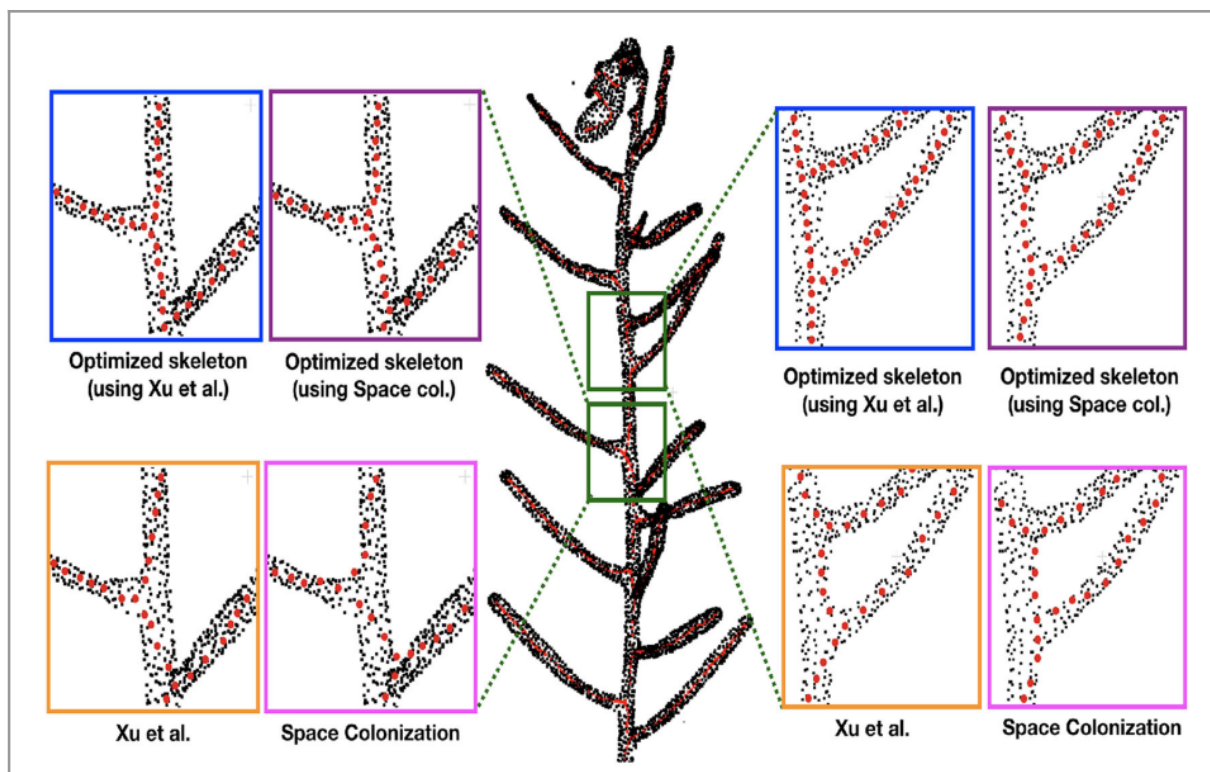 Optimized skeleton
(using Xu et al.)
Optimized skeleton
(using Space col.)
Optimized skeleton
(using Xu et al.)
Optimized skeleton
(using Space col.)
Xu et al.
Space Colonization
Xu et al.
Space Colonization